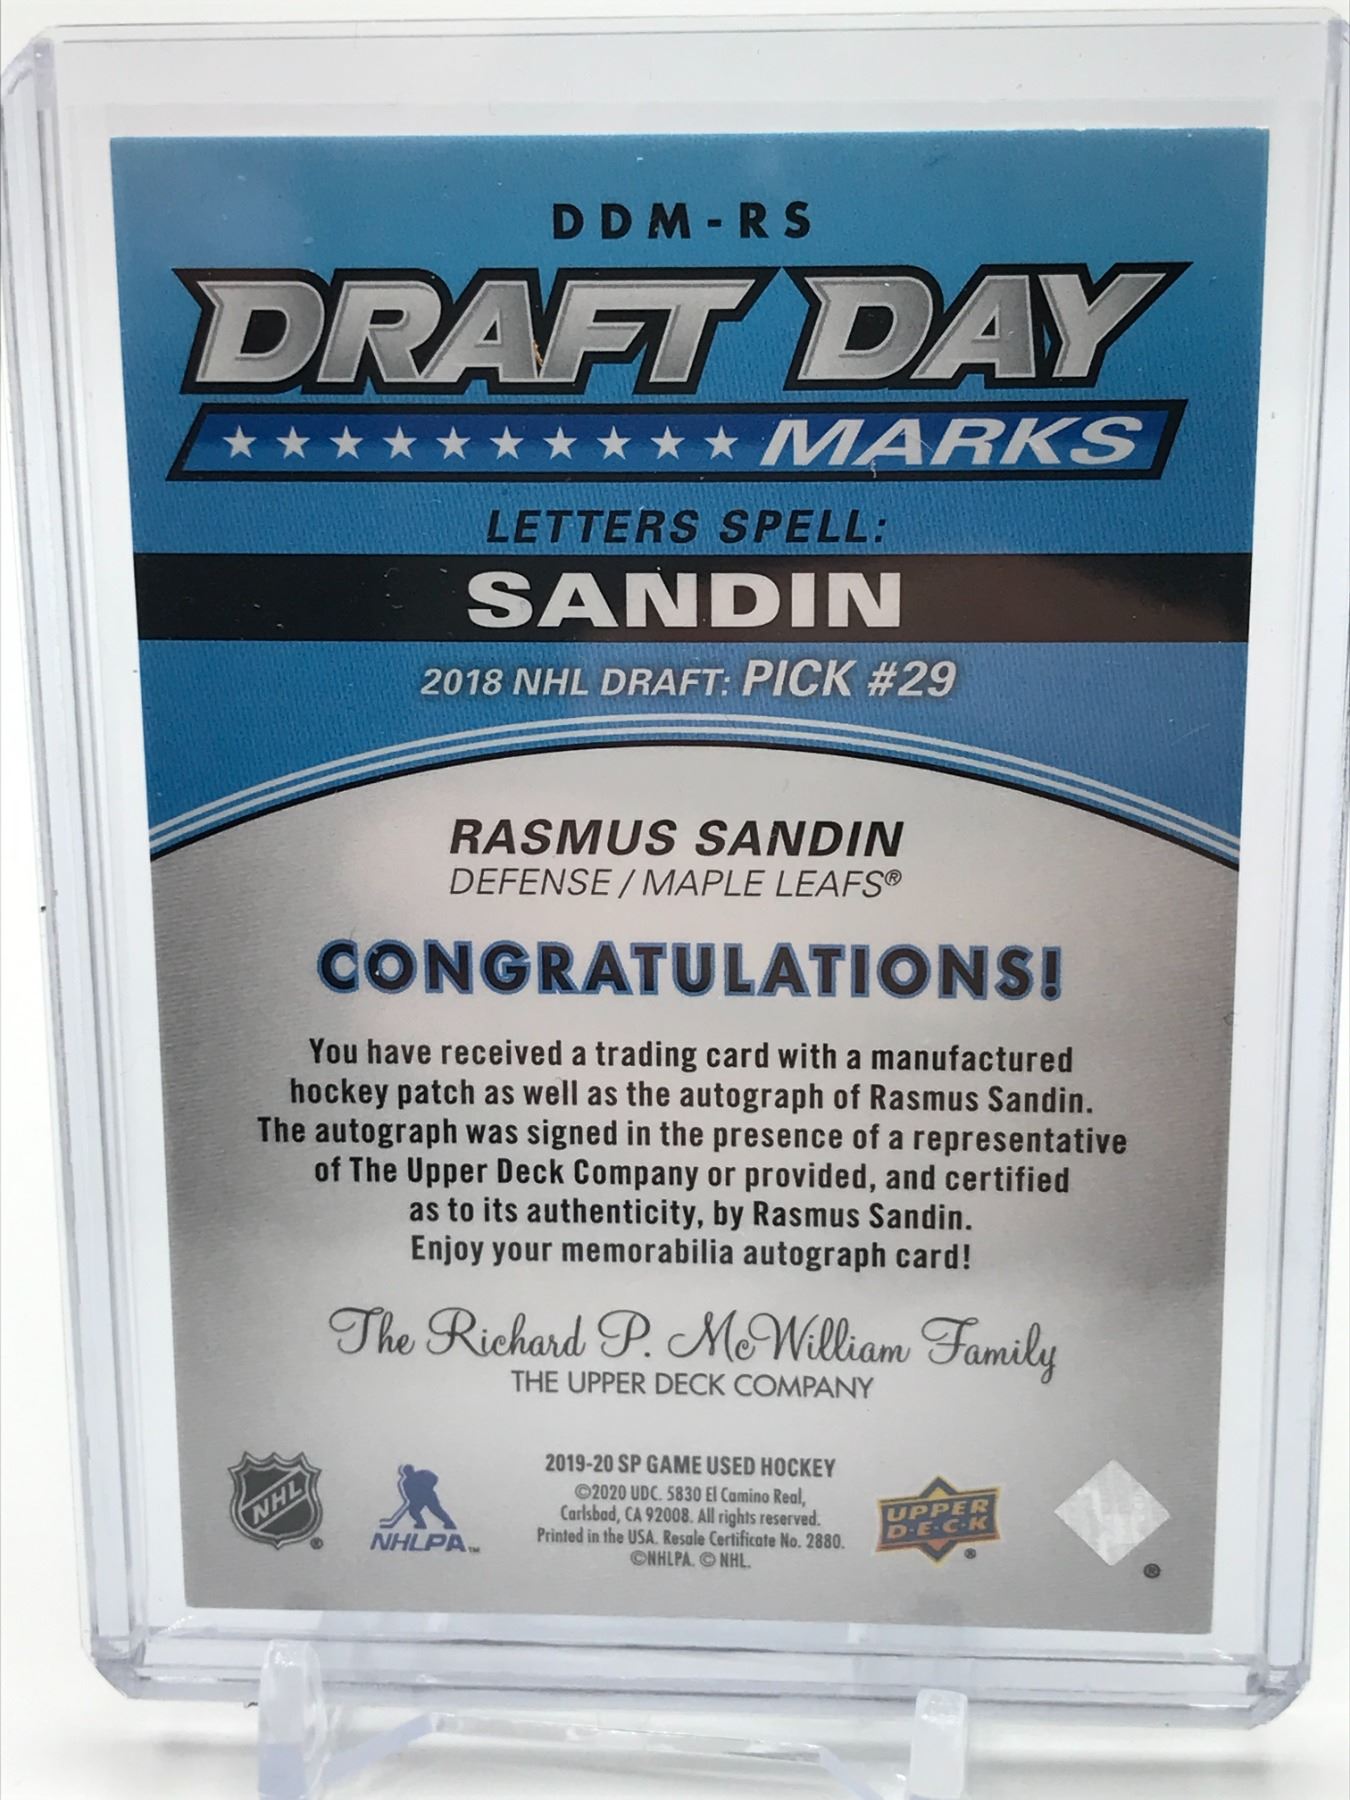 DDM-RS
DRAFT DAY
MARKS
LETTERS SPELL:
SANDIN
2018 NHL DRAFT: PICK #29
RASMUS SANDIN
DEFENSE / MAPLE LEAFS®
CONGRATULATIONS!
You have received a trading card with a manufactured
hockey patch as well as the autograph of Rasmus Sandin.
The autograph was signed in the presence of a representative
of The Upper Deck Company or provided, and certified
as to its authenticity, by Rasmus Sandin.
Enjoy your memorabilia autograph card!
The Richard P. McWilliam Family
THE UPPER DECK COMPANY
2019-20 SP GAME USED HOCKEY
©2020 UDC. 5830 El Camino Real,
Carlsbad, CA 92008. All rights reserved.
Printed in the USA. Resale Certificate No. 2880.
©NHLPA. © NHL.
NHL ®
NHLPA™
UPPER
D·E·C·K ®
®